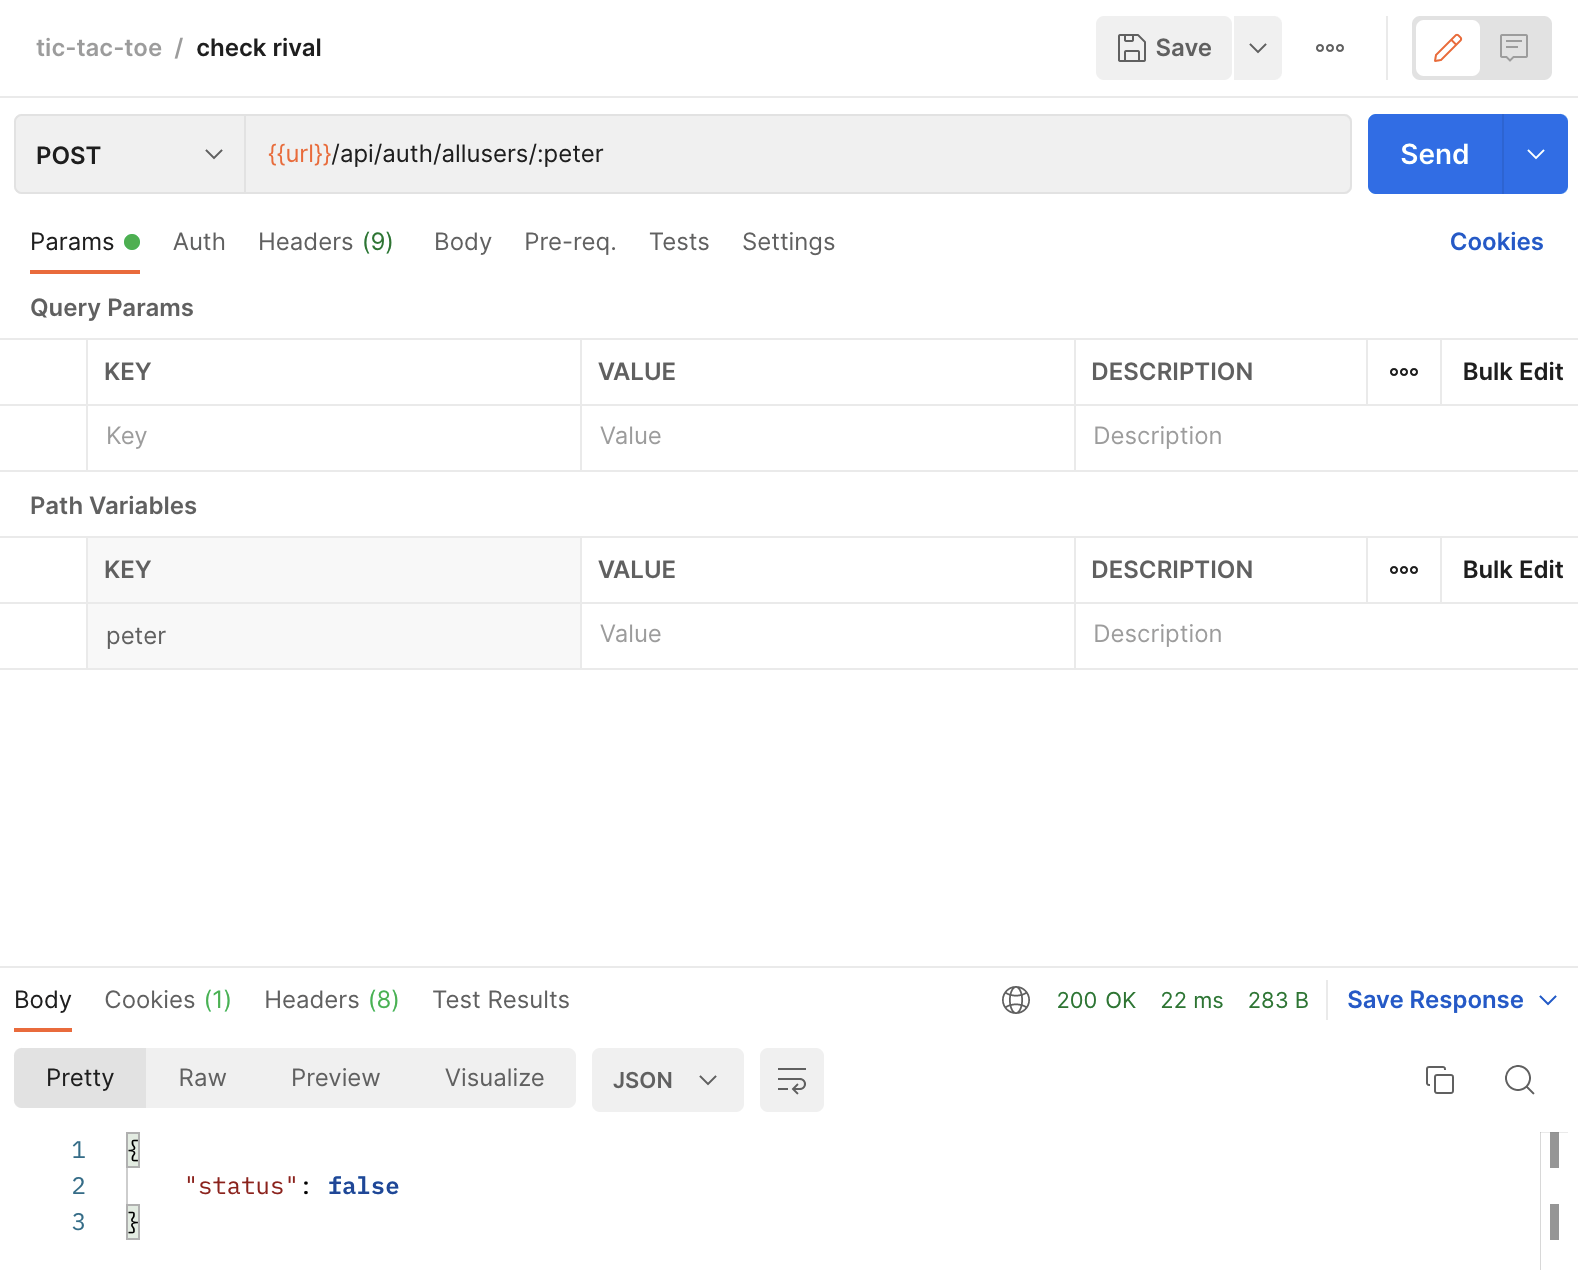 tic-tac-toe / check rival
Save
POST
{{url}}/api/auth/allusers/:peter
Send
Params Auth Headers (9) Body Pre-req. Tests Settings Cookies
Query Params
KEY VALUE DESCRIPTION Bulk Edit
Key Value Description
Path Variables
KEY VALUE DESCRIPTION Bulk Edit
peter Value Description
Body Cookies (1) Headers (8) Test Results 200 OK 22 ms 283 B Save Response
Pretty Raw Preview Visualize JSON
1 {
2 "status": false
3 }